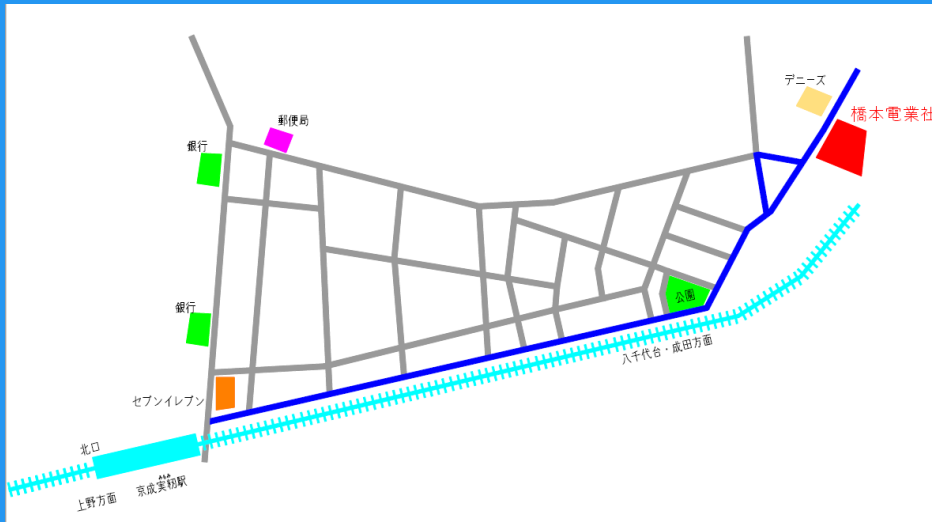 デニーズ
橋本電業社
郵便局
銀行
銀行
公園
八千代台・成田方面
セブンイレブン
北口
京成実籾駅
上野方面